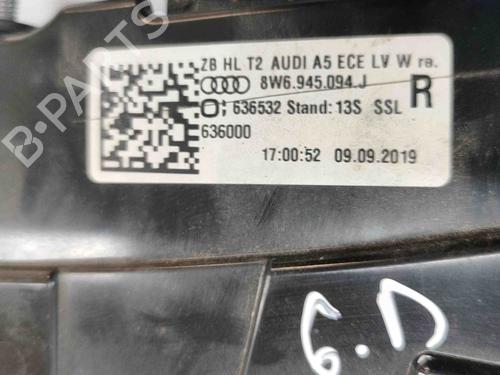 ZB HL T2 AUDI A5 ECE LV W re.
8W6.945.094.J
R
636532 Stand: 13S SSL
636000
17:00:52 09.09.2019
G.D
B-PARTS